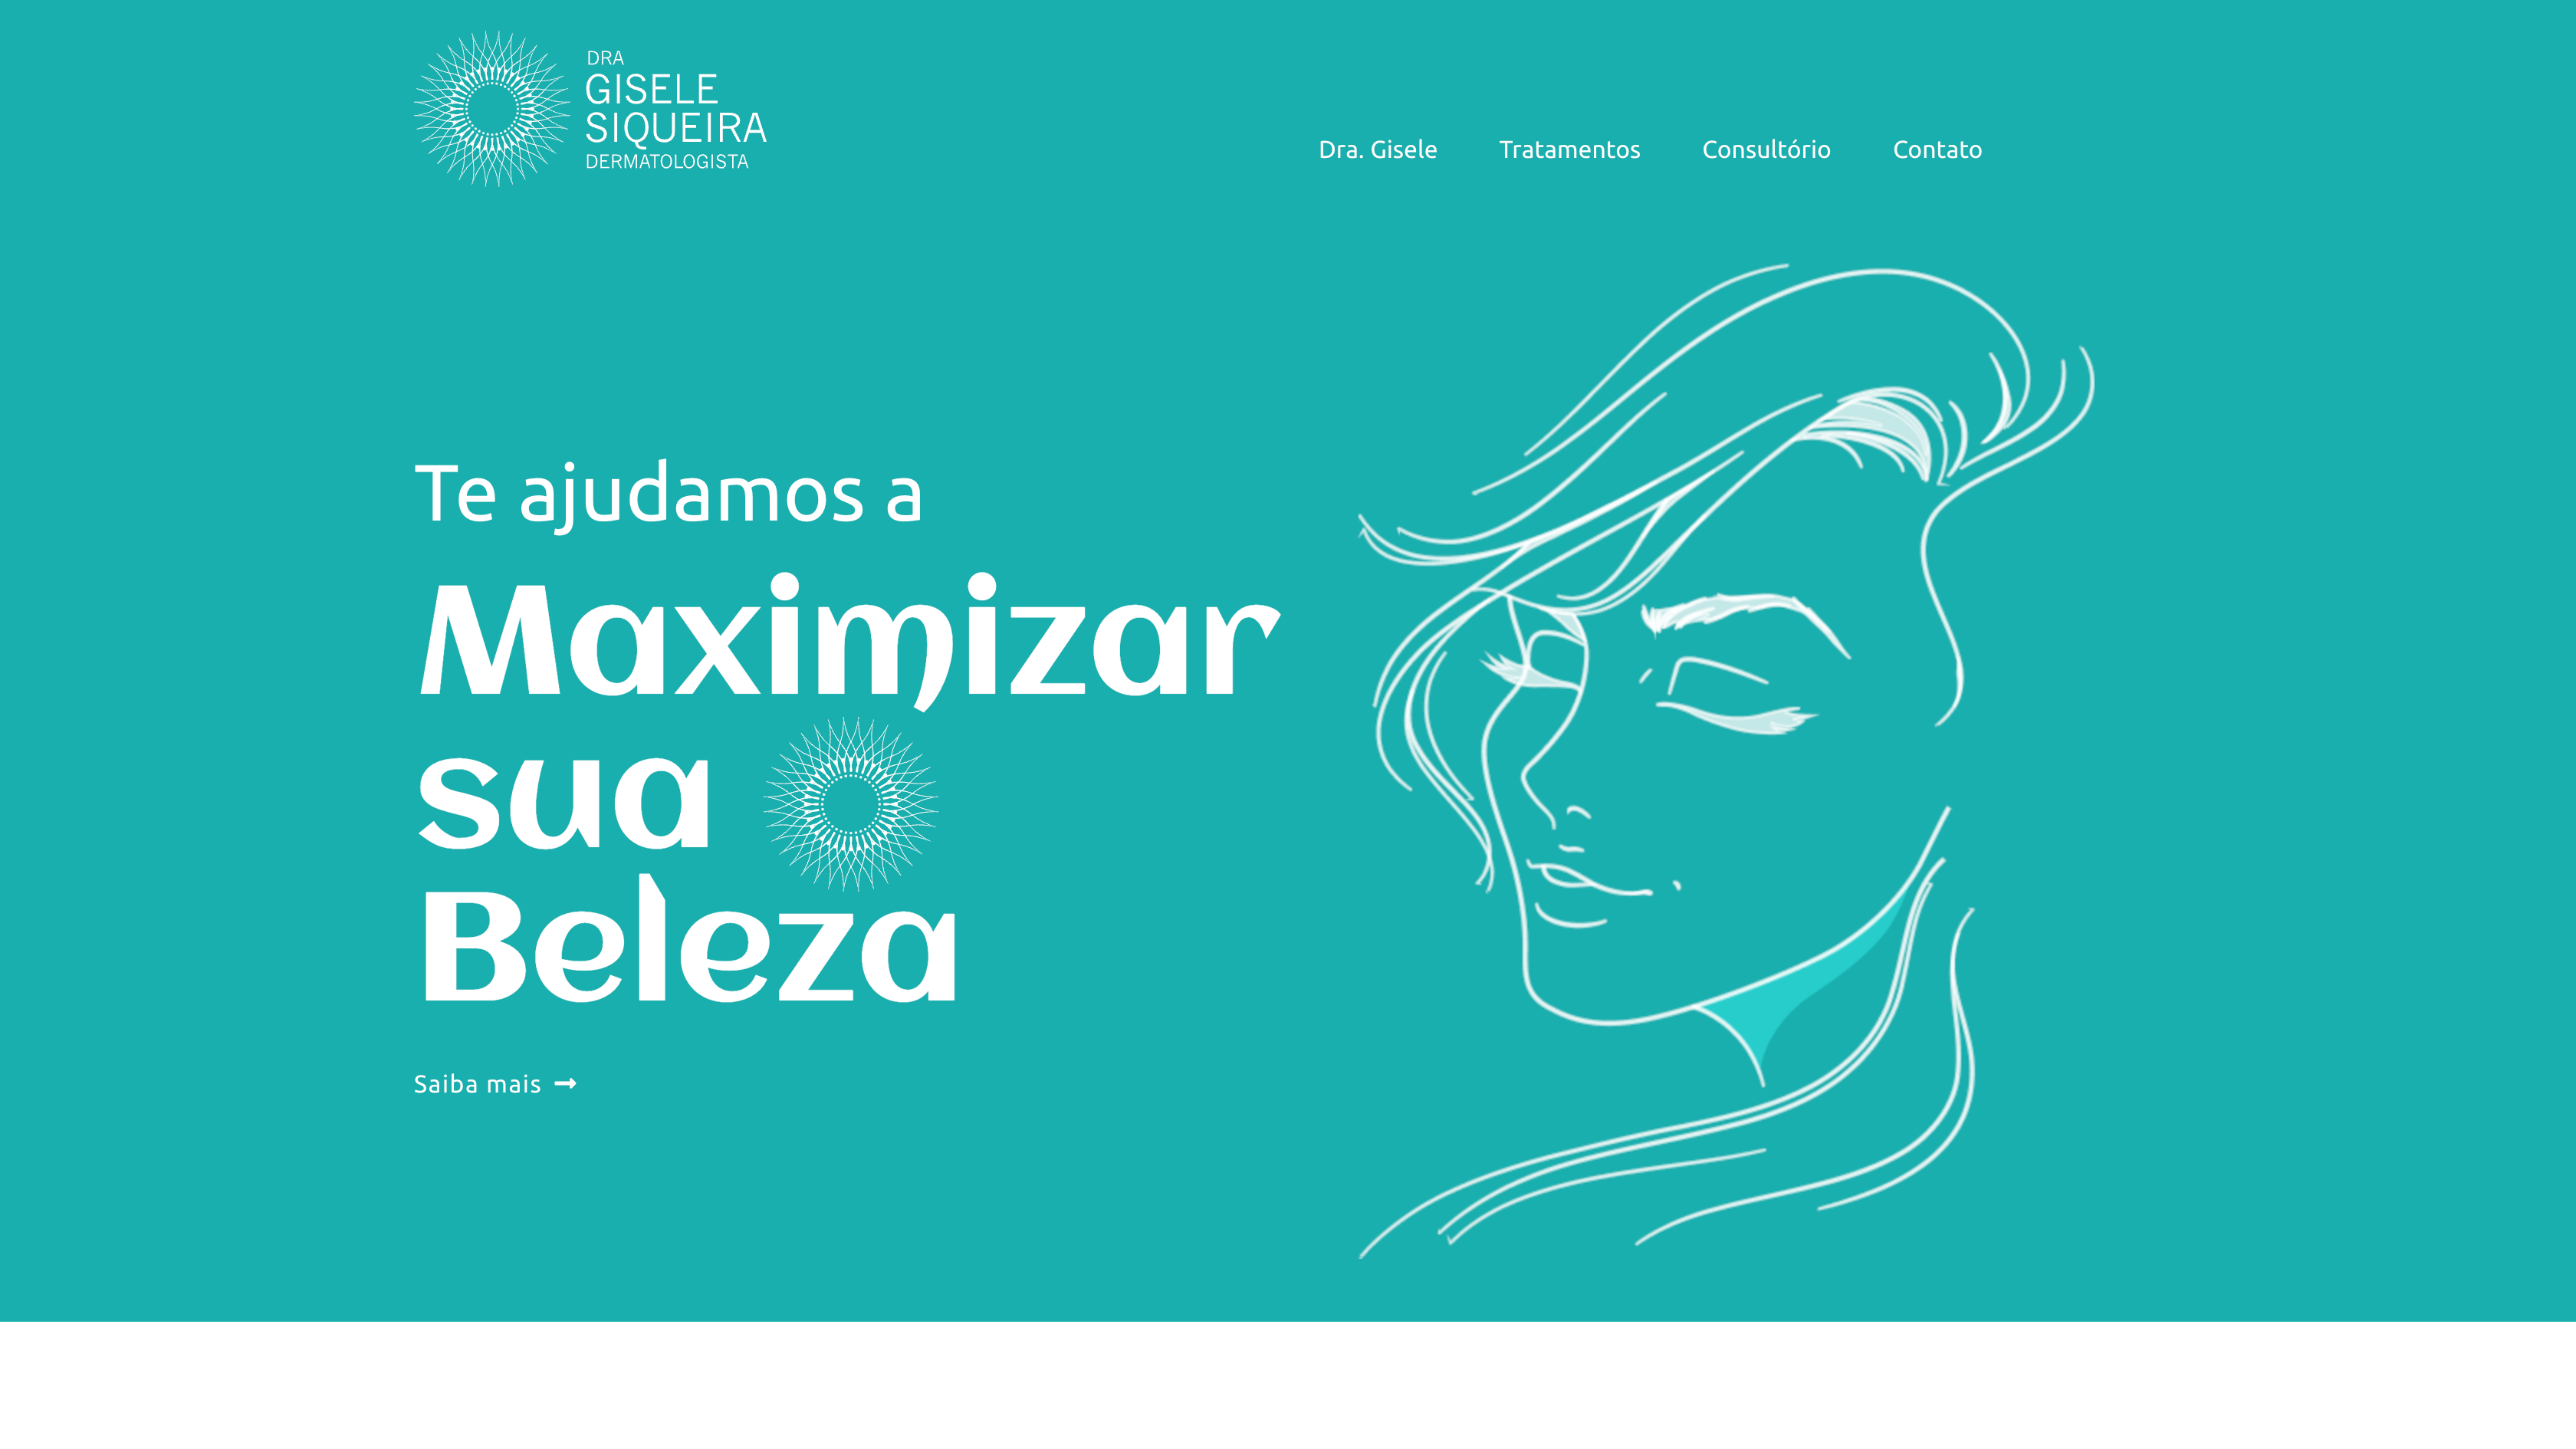 DRA
GISELE
SIQUEIRA
DERMATOLOGISTA
Dra. Gisele
Tratamentos
Consultório
Contato
Te ajudamos a
Maximizar
sua
Beleza
Saiba mais